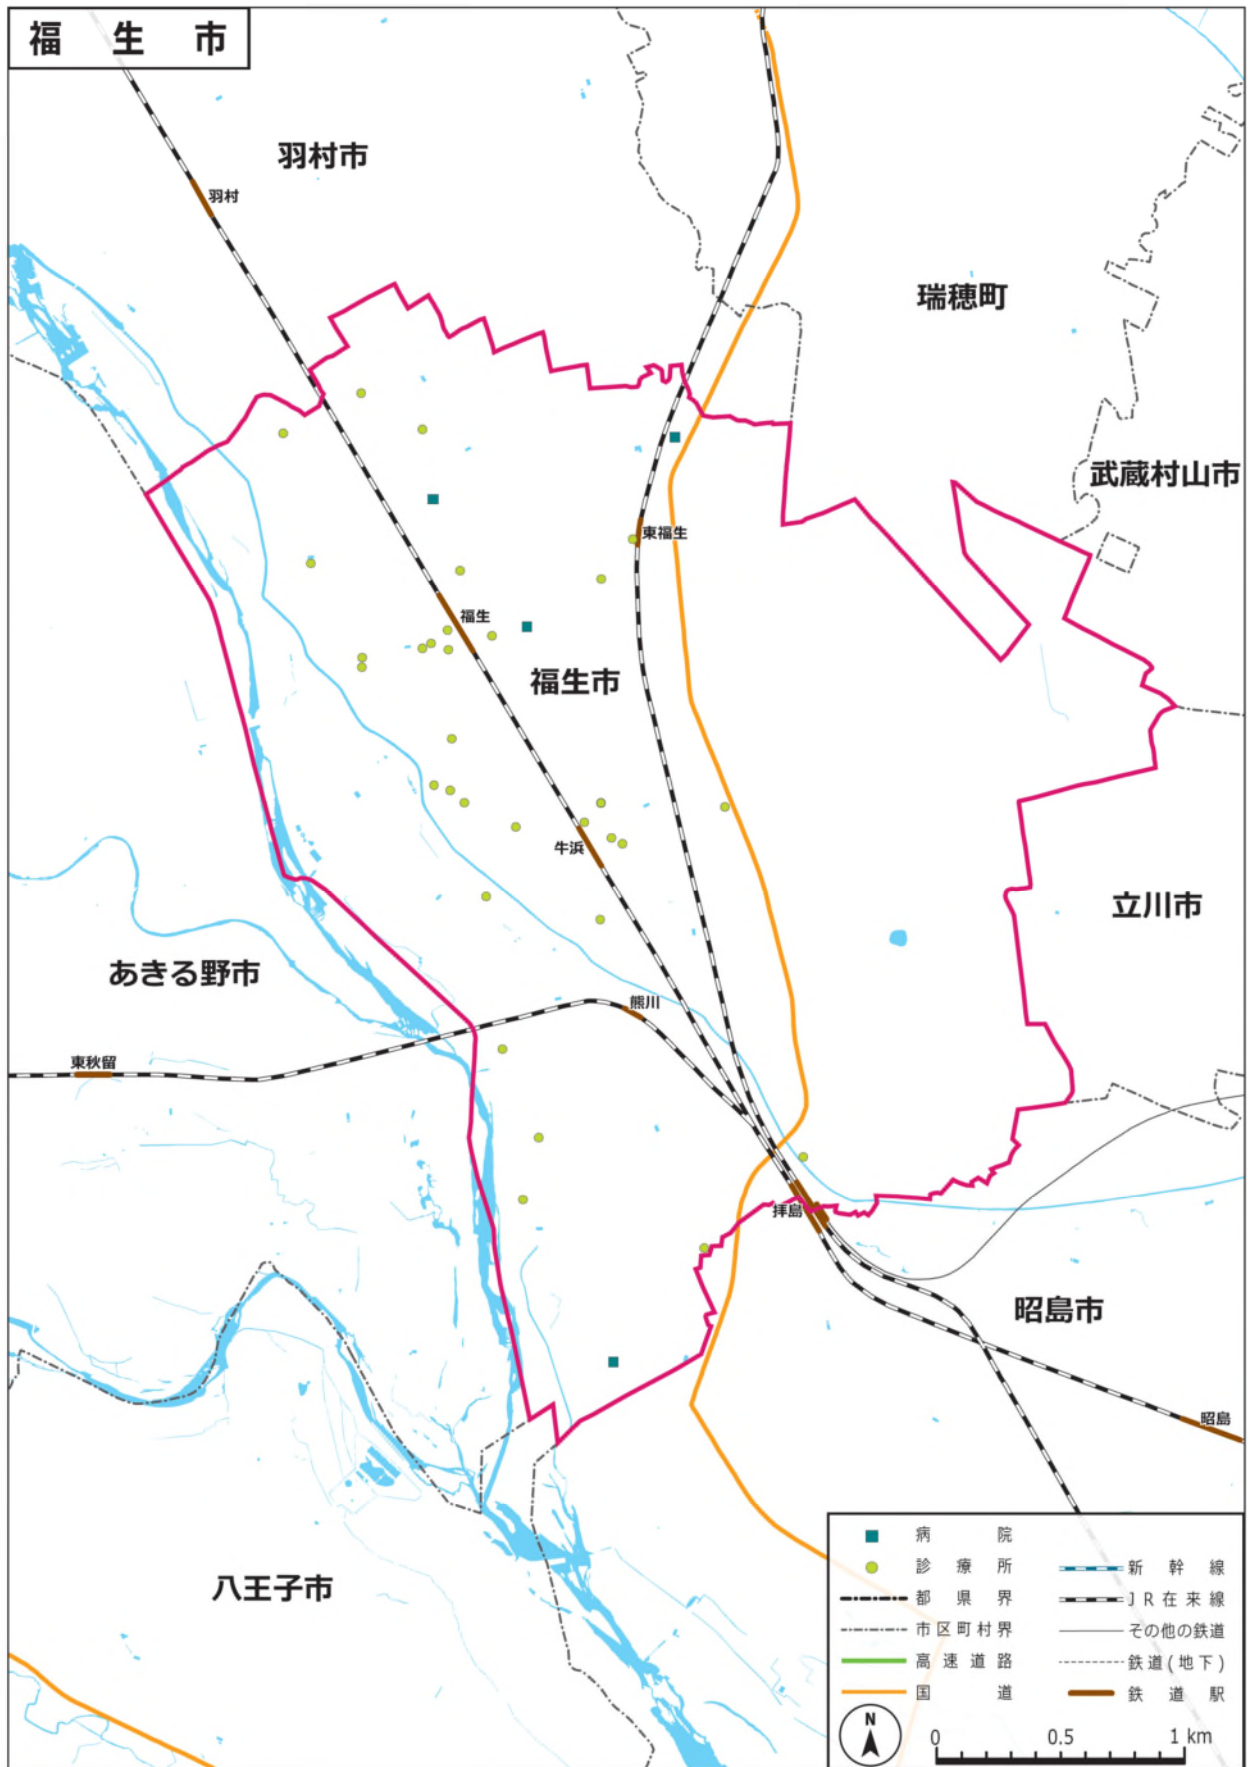 福生市
羽村市
羽村
瑞穂町
武蔵村山市
東福生
福生
福生市
牛浜
立川市
あきる野市
熊川
東秋留
拝島
昭島市
昭島
八王子市
病院
診療所
新幹線
都県界
JR在来線
市区町村界
その他の鉄道
高速道路
鉄道(地下)
国道
鉄道駅
N
0 0.5 1 km